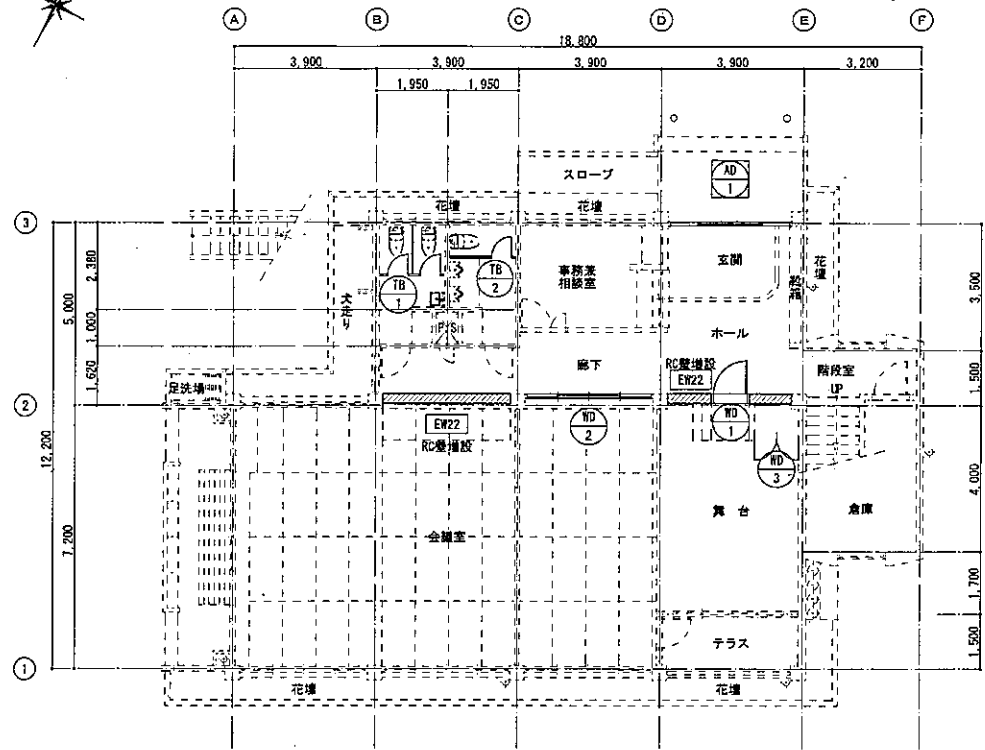 A B C D E F
18,800
3,900 3,900 3,900 3,900 3,200
1,950 1,950
スロープ
AD
1
花壇 花壇
3
TB
1
TB
2
事務兼
相談室
玄関
靴箱
花壇
犬走り
PS
ホール
廊下
RC壁増設
EW22
階段室
UP
足洗場
2
EW22
RC壁増設
WD
2
WD
1
WD
3
会議室
舞台
倉庫
テラス
1
花壇 花壇
2,380
1,000
1,620
5,000
7,200
12,200
3,500
1,500
4,000
1,700
1,500